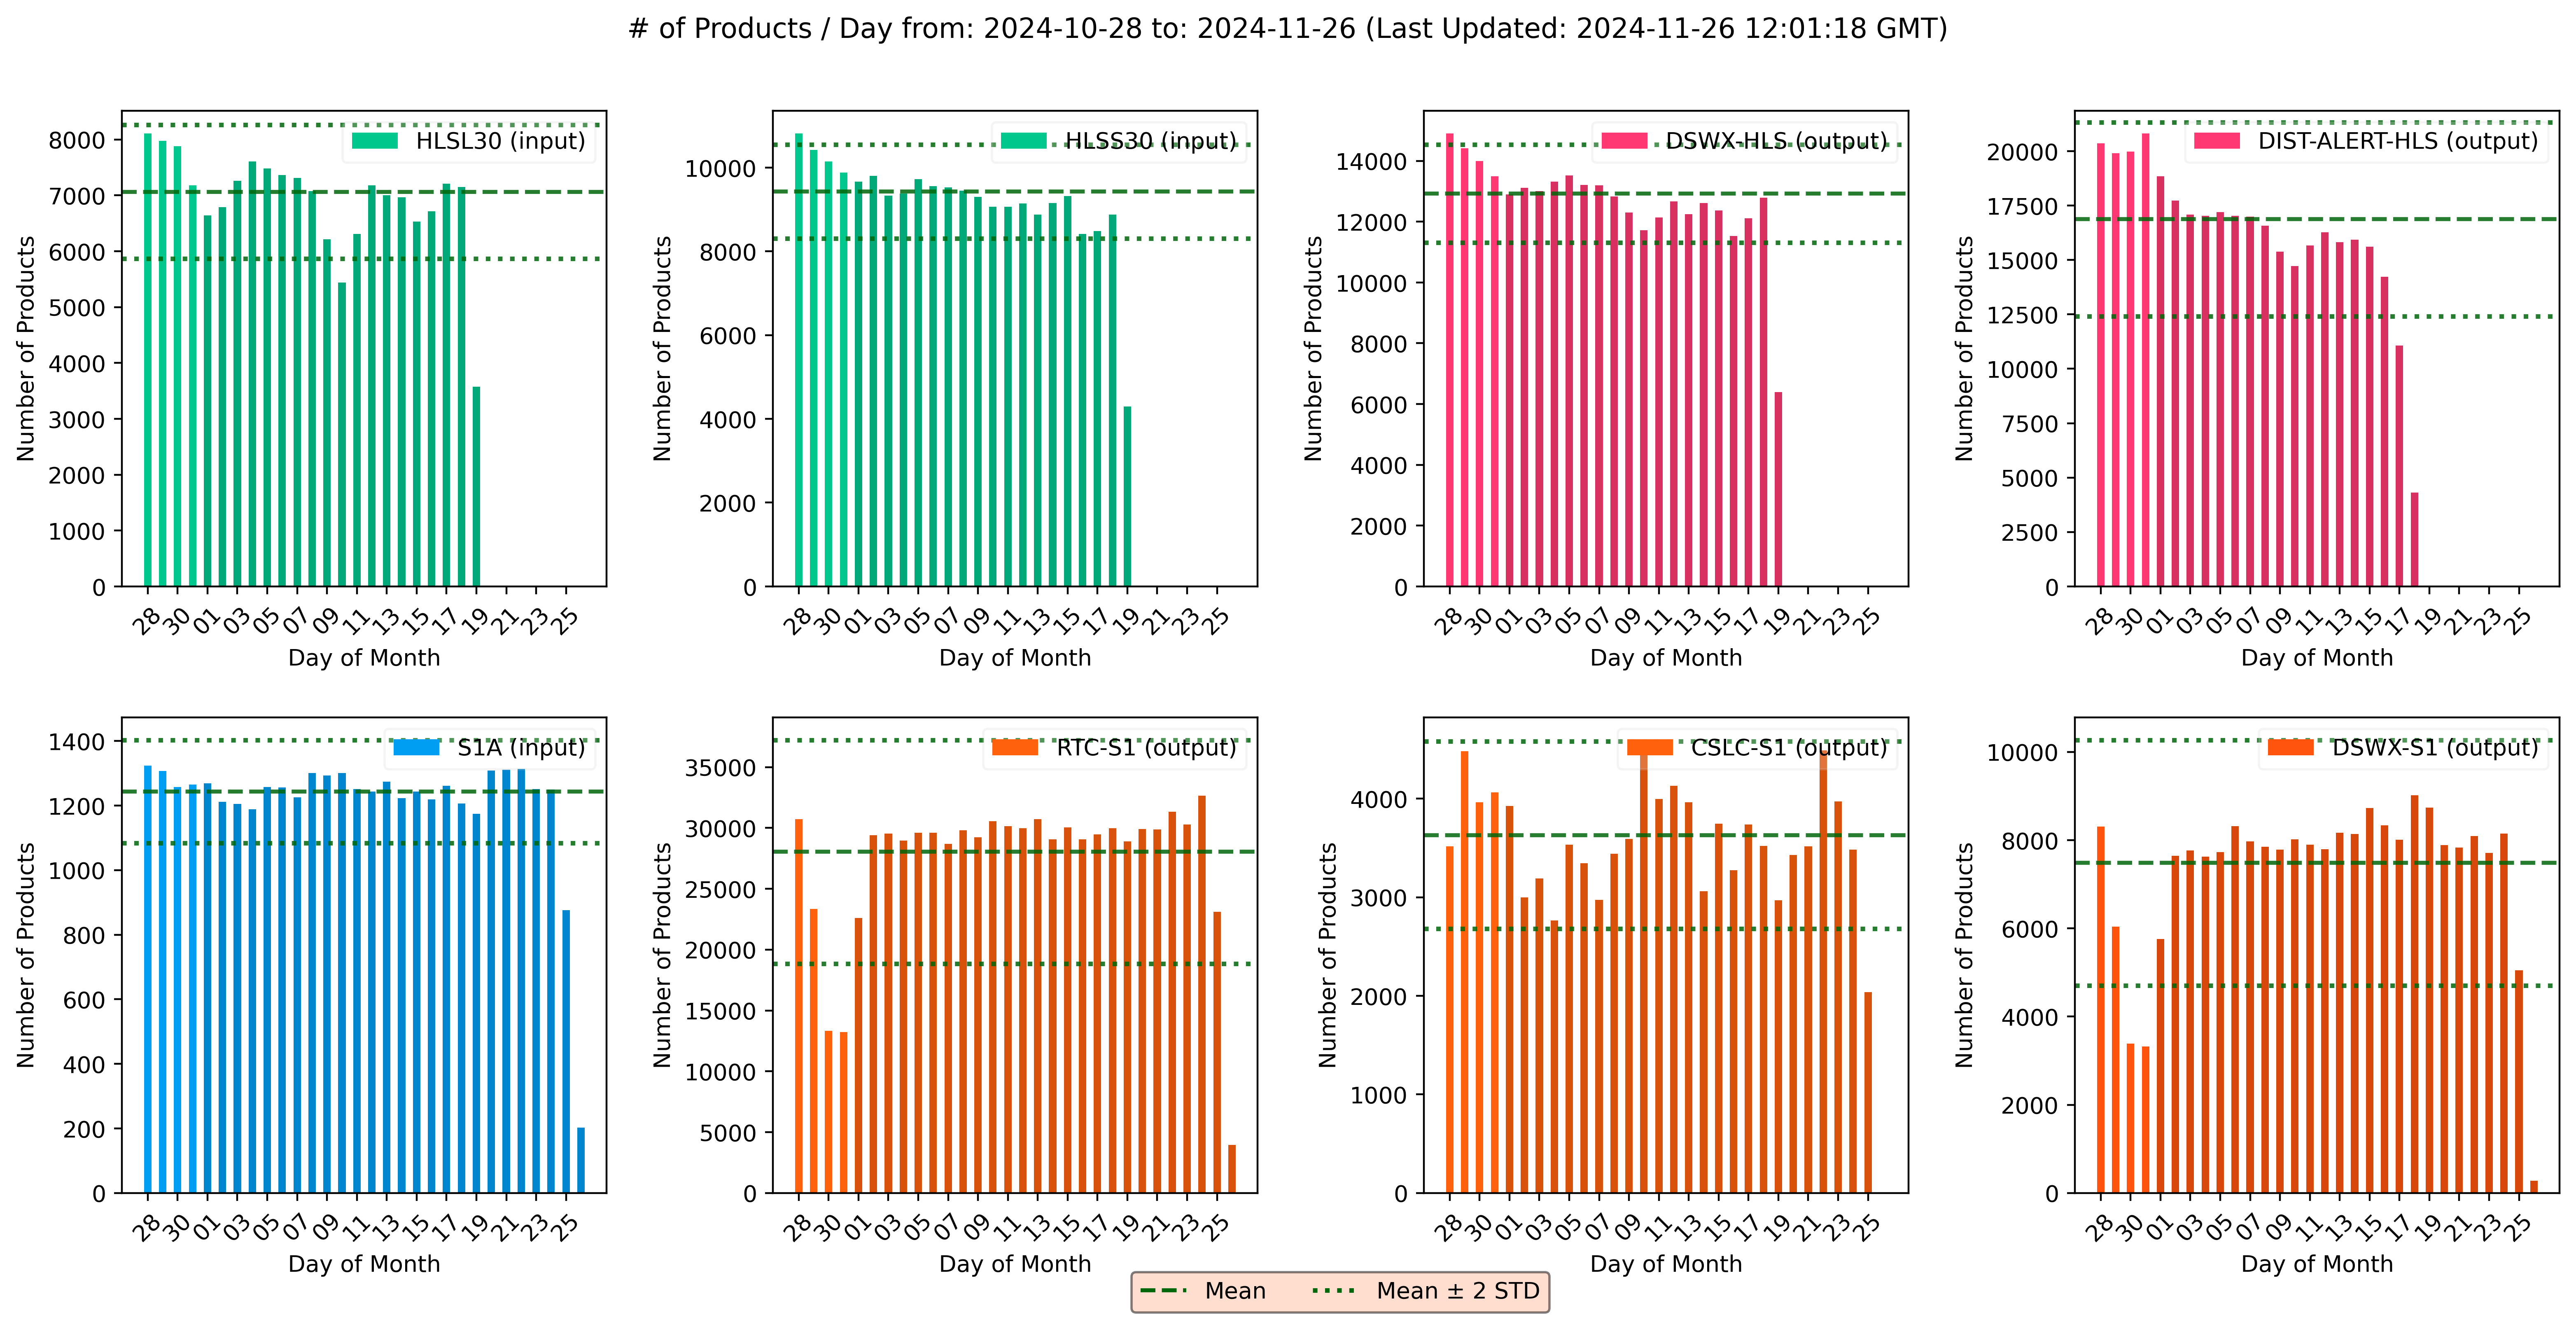 # of Products / Day from: 2024-10-28 to: 2024-11-26 (Last Updated: 2024-11-26 12:01:18 GMT)
HLSL30 (input)
Number of Products
8000
7000
6000
5000
4000
3000
2000
1000
0
28 30 01 03 05 07 09 11 13 15 17 19 21 23 25
Day of Month
HLSS30 (input)
Number of Products
10000
8000
6000
4000
2000
0
28 30 01 03 05 07 09 11 13 15 17 19 21 23 25
Day of Month
DSWX-HLS (output)
Number of Products
14000
12000
10000
8000
6000
4000
2000
0
28 30 01 03 05 07 09 11 13 15 17 19 21 23 25
Day of Month
DIST-ALERT-HLS (output)
Number of Products
20000
17500
15000
12500
10000
7500
5000
2500
0
28 30 01 03 05 07 09 11 13 15 17 19 21 23 25
Day of Month
S1A (input)
Number of Products
1400
1200
1000
800
600
400
200
0
28 30 01 03 05 07 09 11 13 15 17 19 21 23 25
Day of Month
RTC-S1 (output)
Number of Products
35000
30000
25000
20000
15000
10000
5000
0
28 30 01 03 05 07 09 11 13 15 17 19 21 23 25
Day of Month
CSLC-S1 (output)
Number of Products
4000
3000
2000
1000
0
28 30 01 03 05 07 09 11 13 15 17 19 21 23 25
Day of Month
DSWX-S1 (output)
Number of Products
10000
8000
6000
4000
2000
0
28 30 01 03 05 07 09 11 13 15 17 19 21 23 25
Day of Month
Mean
Mean ± 2 STD